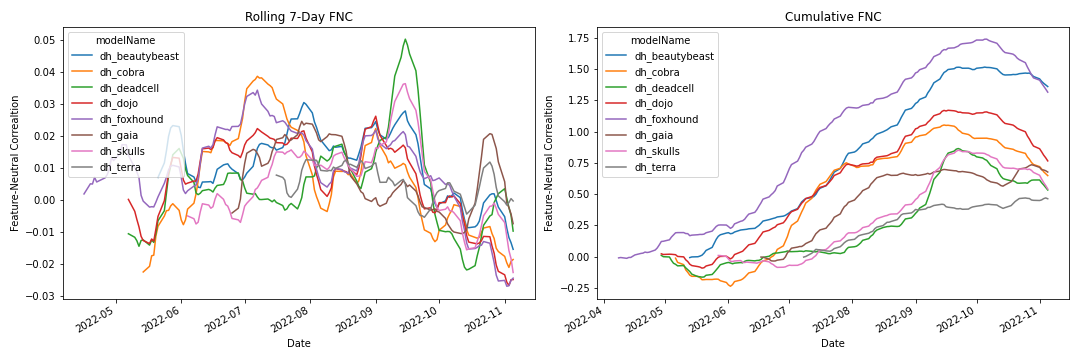 Rolling 7-Day FNC
Feature-Neutral Correaltion
0.05
0.04
0.03
0.02
0.01
0.00
−0.01
−0.02
−0.03
modelName
dh_beautybeast
dh_cobra
dh_deadcell
dh_dojo
dh_foxhound
dh_gaia
dh_skulls
dh_terra
2022-05
2022-06
2022-07
2022-08
2022-09
2022-10
2022-11
Date
Cumulative FNC
Feature-Neutral Correaltion
1.75
1.50
1.25
1.00
0.75
0.50
0.25
0.00
−0.25
modelName
dh_beautybeast
dh_cobra
dh_deadcell
dh_dojo
dh_foxhound
dh_gaia
dh_skulls
dh_terra
2022-04
2022-05
2022-06
2022-07
2022-08
2022-09
2022-10
2022-11
Date